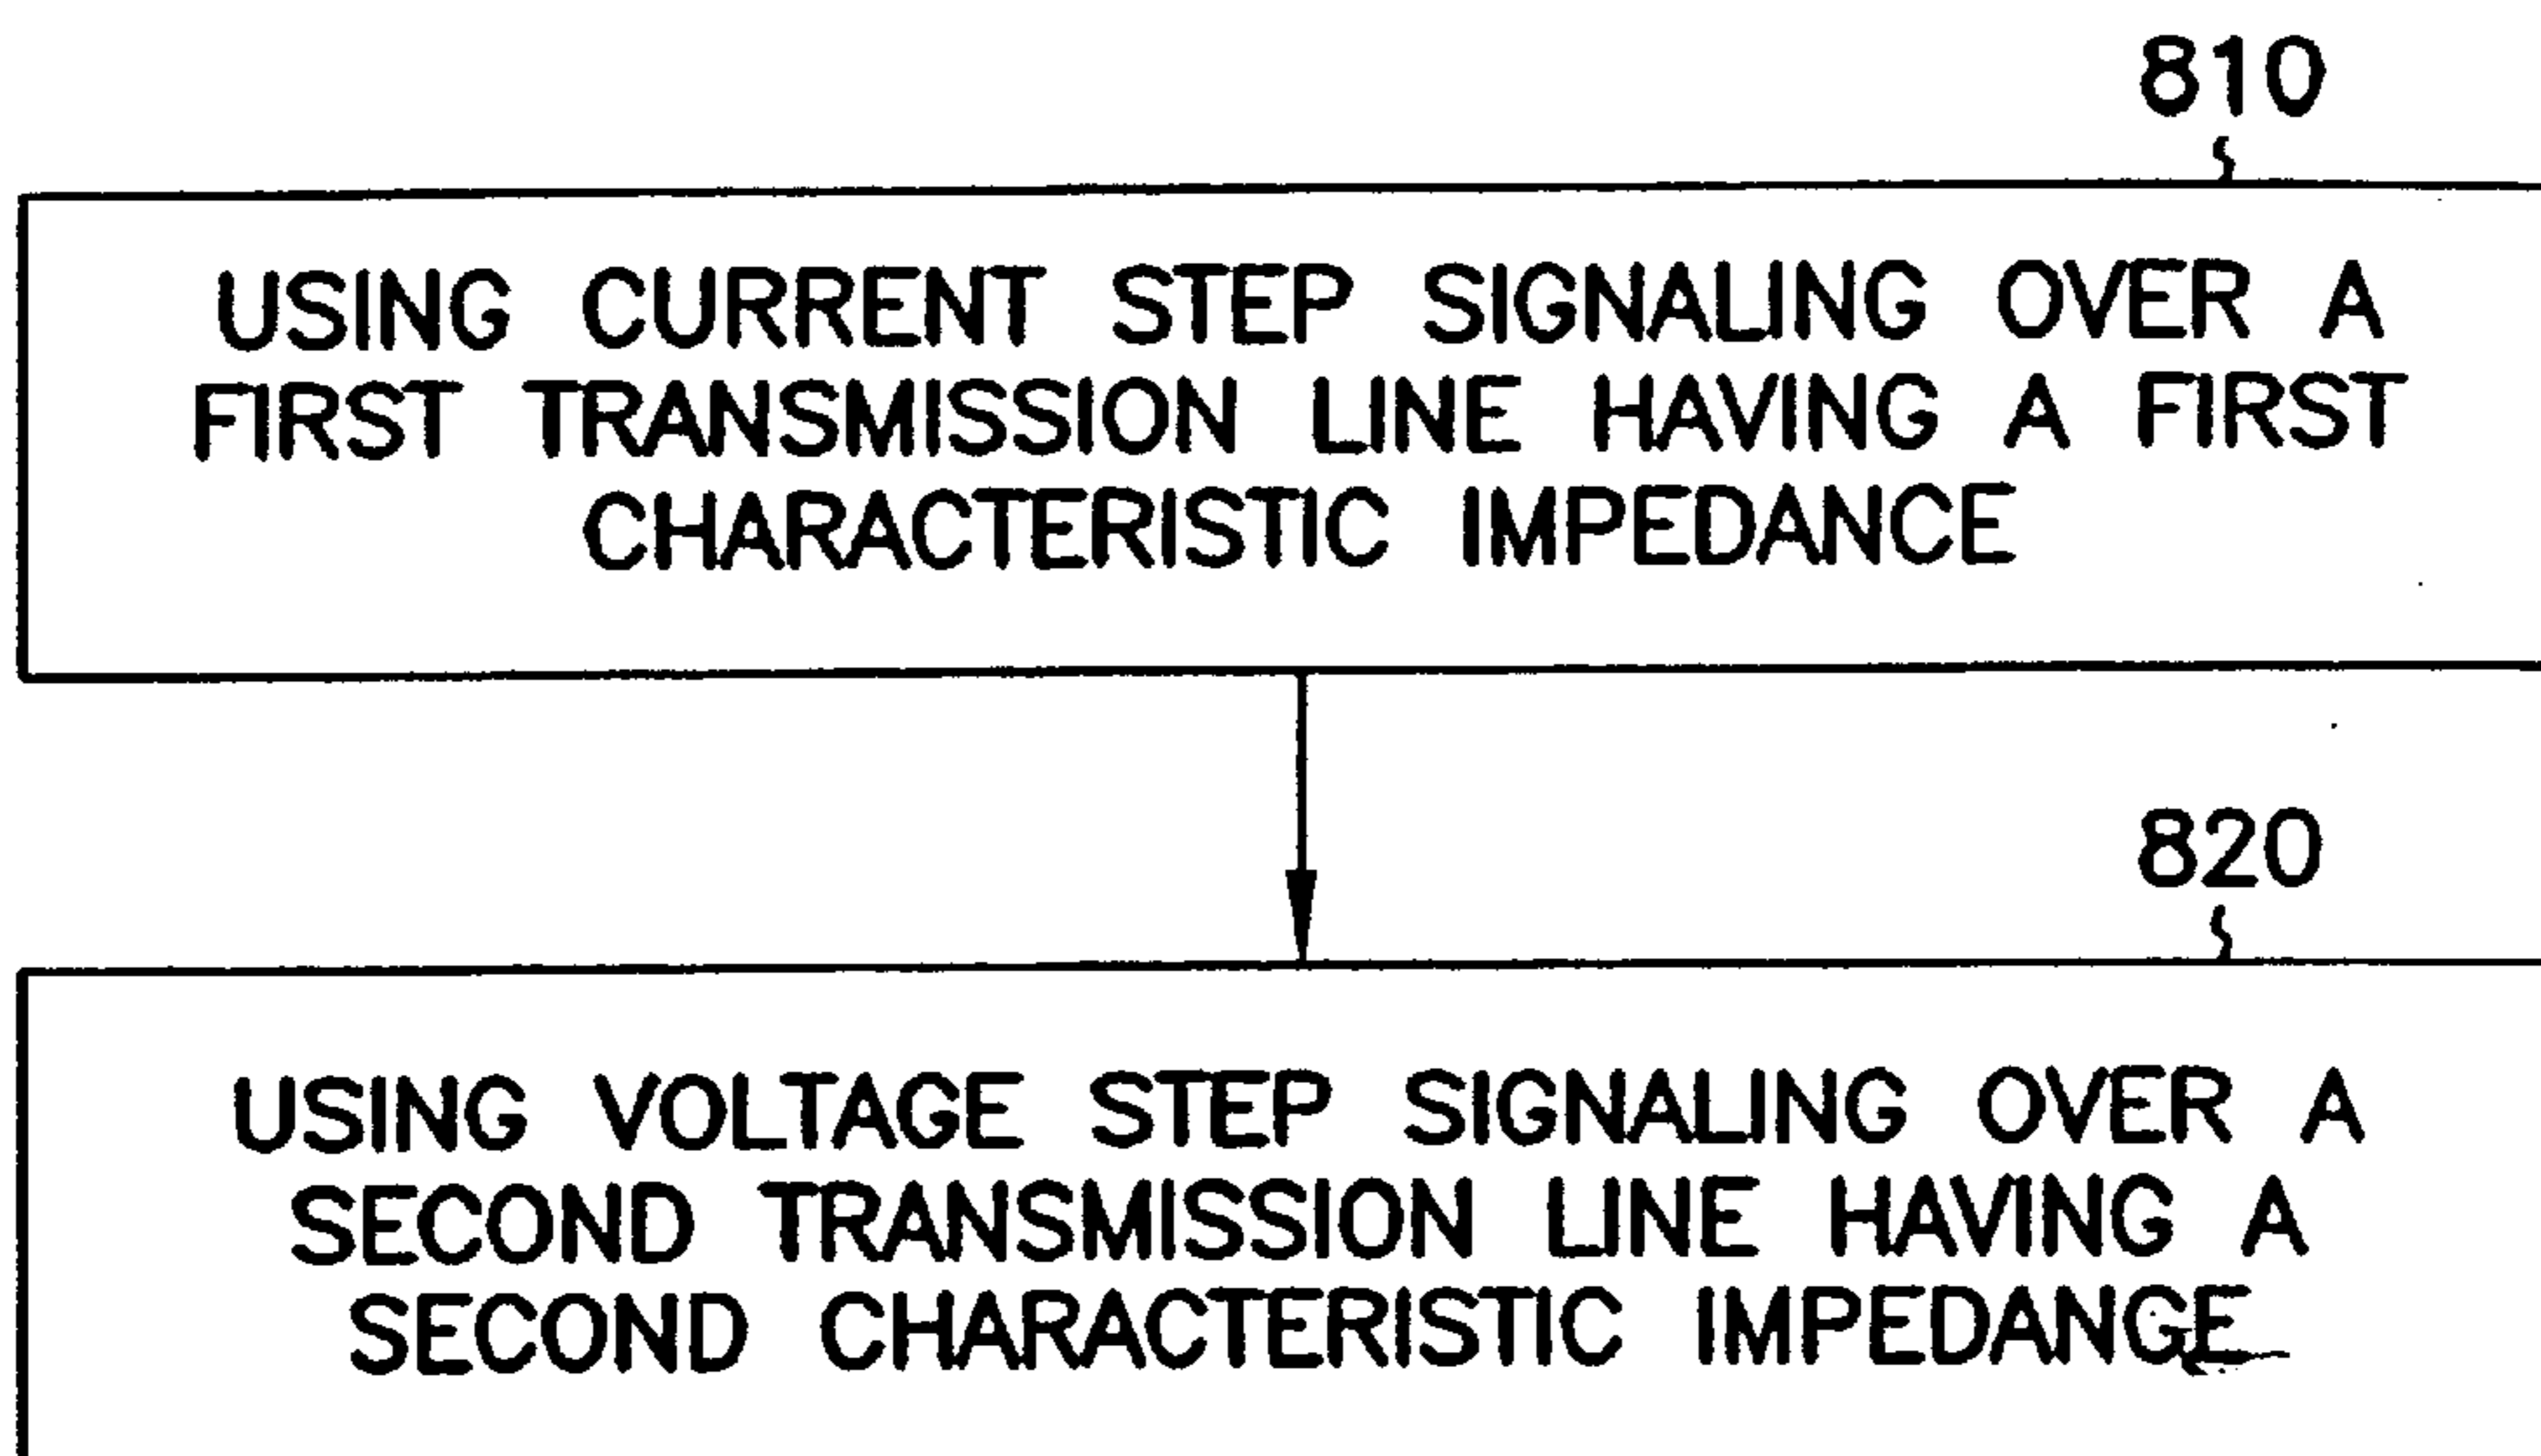 810
USING CURRENT STEP SIGNALING OVER A
FIRST TRANSMISSION LINE HAVING A FIRST
CHARACTERISTIC IMPEDANCE
820
USING VOLTAGE STEP SIGNALING OVER A
SECOND TRANSMISSION LINE HAVING A
SECOND CHARACTERISTIC IMPEDANCE